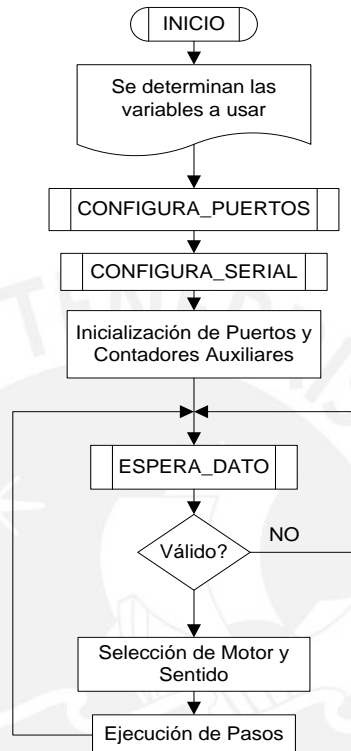 INICIO
Se determinan las
variables a usar
CONFIGURA_PUERTOS
CONFIGURA_SERIAL
Inicialización de Puertos y
Contadores Auxiliares
ESPERA_DATO
Válido?
NO
Selección de Motor y
Sentido
Ejecución de Pasos